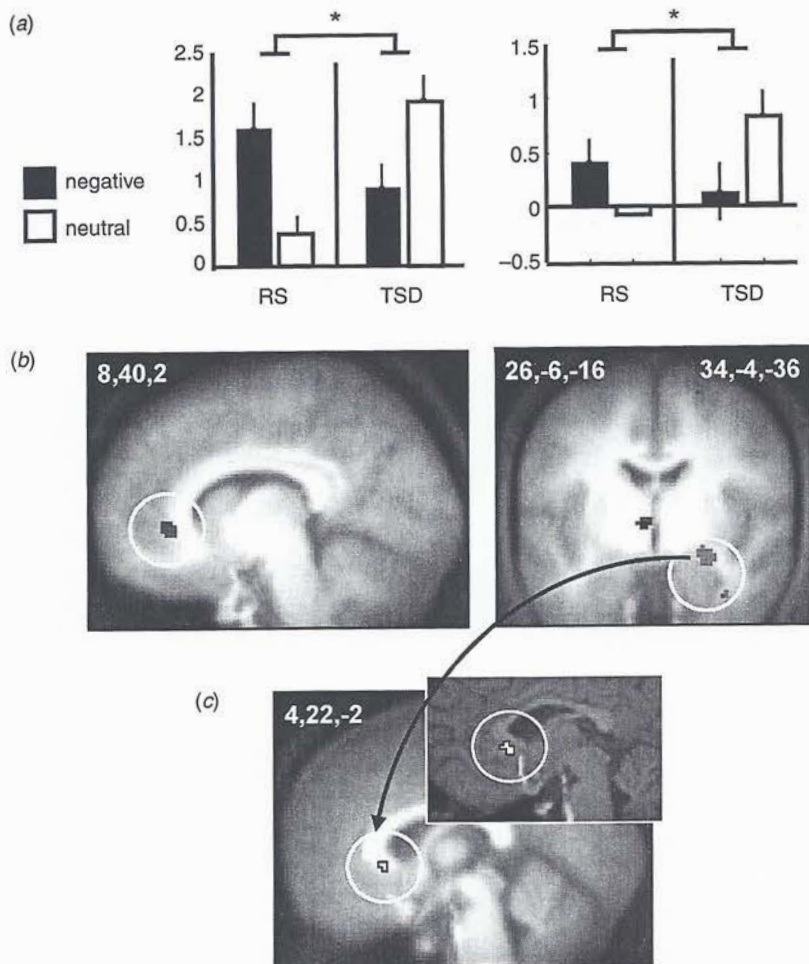 (a)
*
2.5
2
1.5
1
0.5
0
RS
TSD
*
1.5
1
0.5
0
–0.5
RS
TSD
negative
neutral
(b)
8,40,2
26,-6,-16
34,-4,-36
(c)
4,22,-2